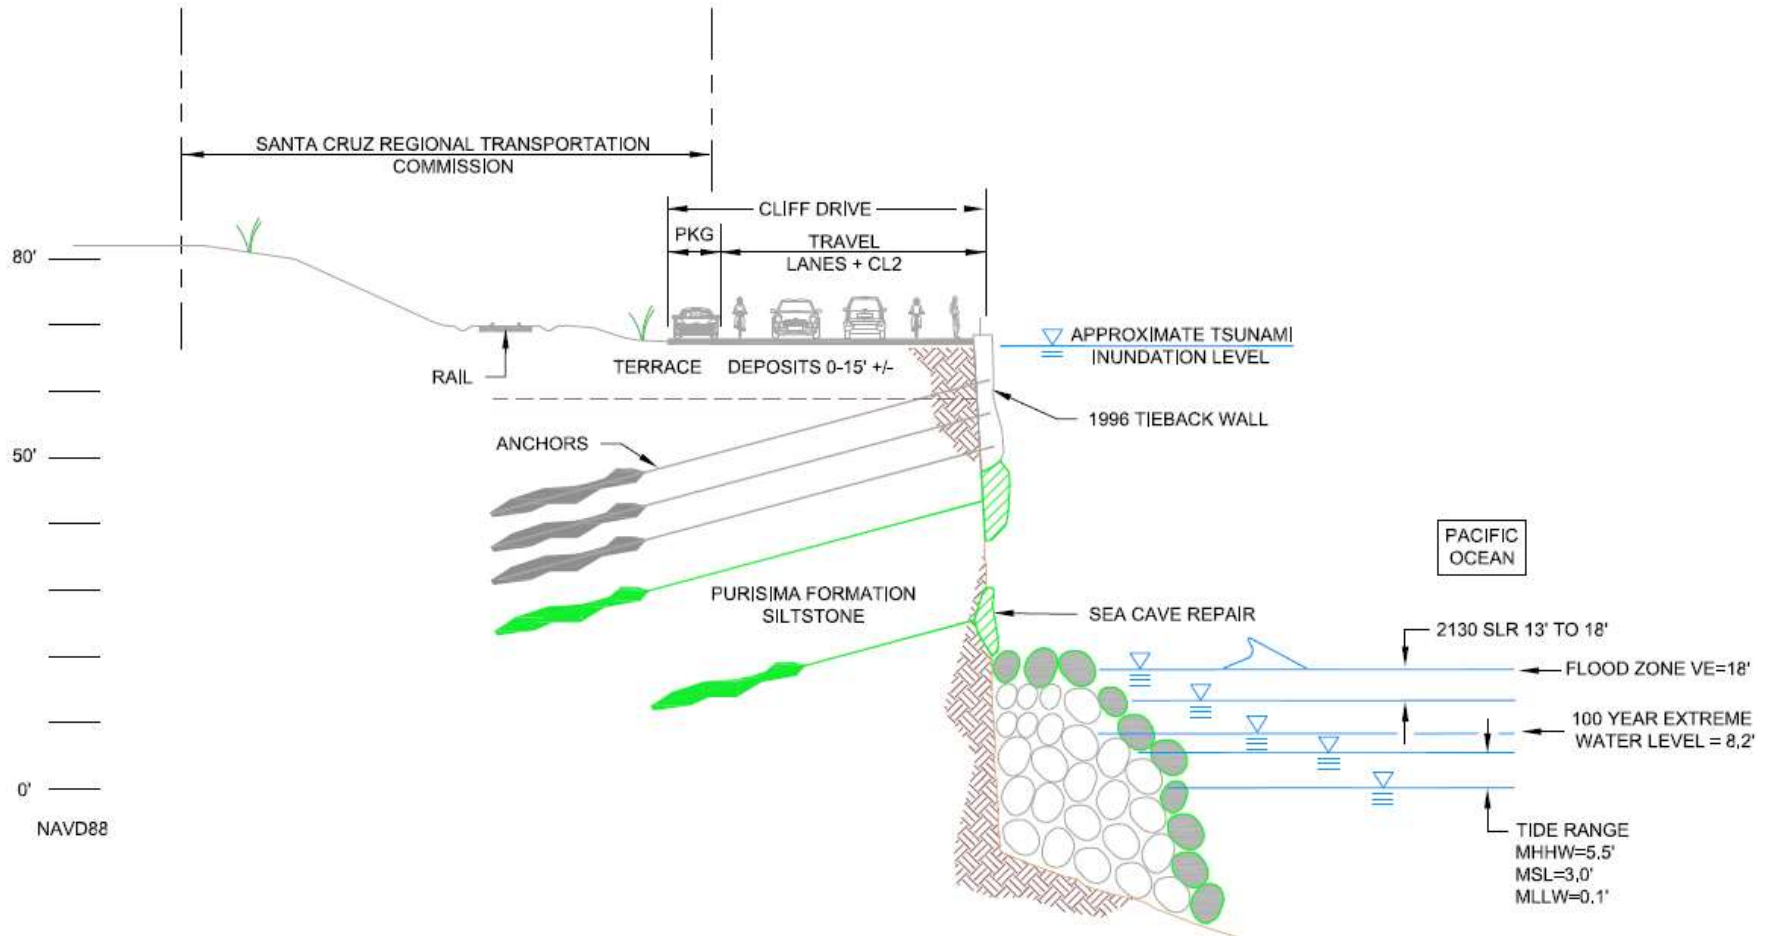 SANTA CRUZ REGIONAL TRANSPORTATION
COMMISSION
CLIFF DRIVE
PKG
TRAVEL
LANES + CL2
80'
APPROXIMATE TSUNAMI
INUNDATION LEVEL
TERRACE DEPOSITS 0-15' +/-
RAIL
1996 TIEBACK WALL
ANCHORS
50'
PACIFIC
OCEAN
PURISIMA FORMATION
SILTSTONE
SEA CAVE REPAIR
2130 SLR 13' TO 18'
FLOOD ZONE VE=18'
100 YEAR EXTREME
WATER LEVEL = 8.2'
0'
NAVD88
TIDE RANGE
MHHW=5.5'
MSL=3.0'
MLLW=0.1'